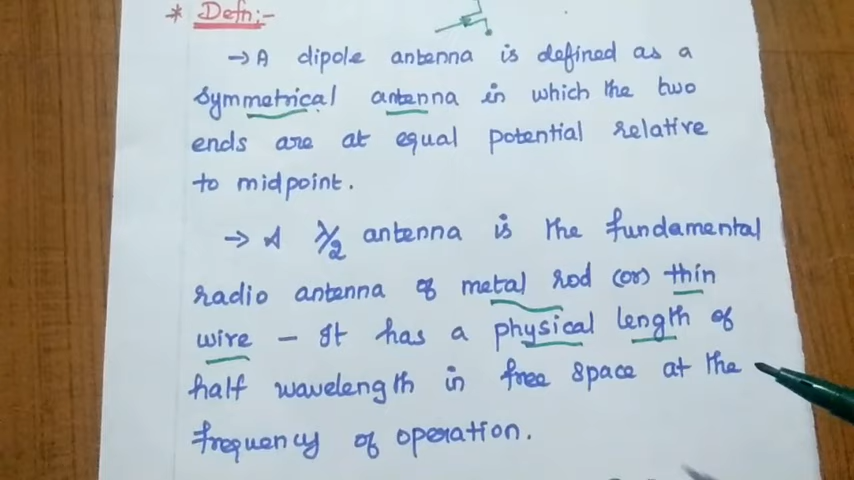 * Defn:-
→ A dipole antenna is defined as a
symmetrical antenna in which the two
ends are at equal potential relative
to midpoint.
→ A λ/2 antenna is the fundamental
radio antenna of metal rod (or) thin
wire - It has a physical length of
half wavelength in free space at the
frequency of operation.